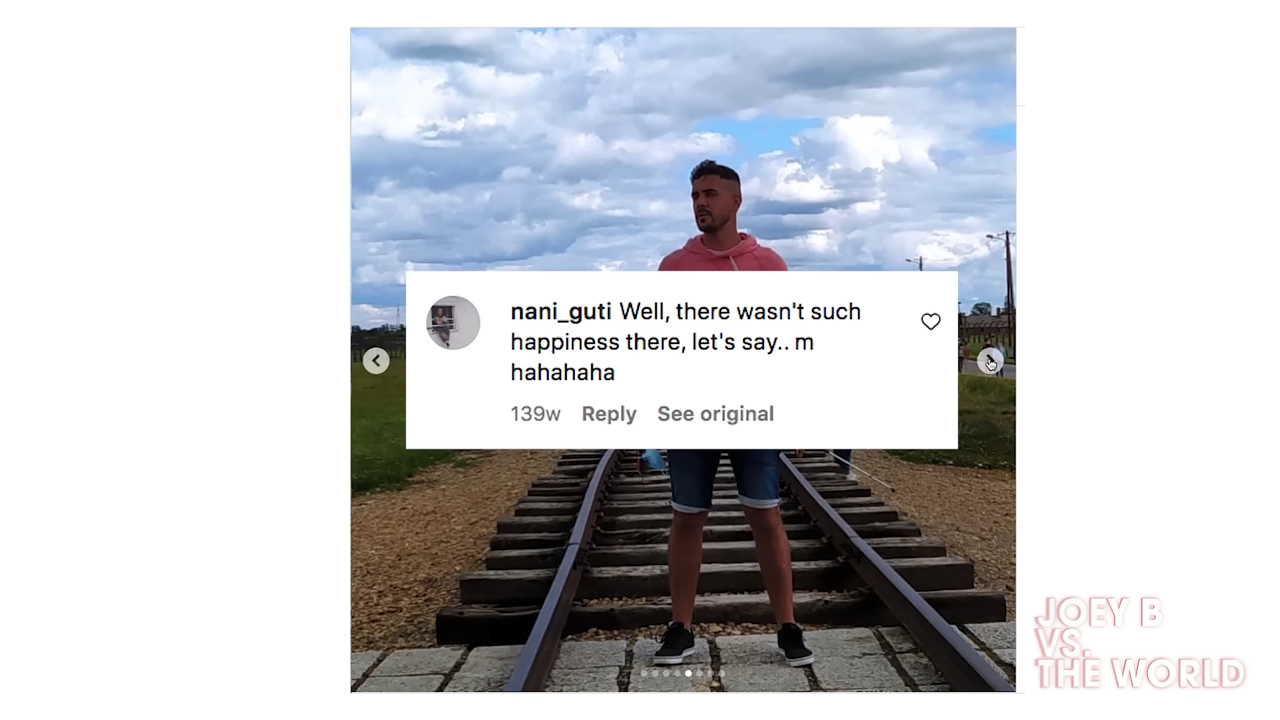 nani_guti Well, there wasn't such
happiness there, let's say.. m
hahahaha
139w Reply See original
JOEY B
VS.
THE WORLD